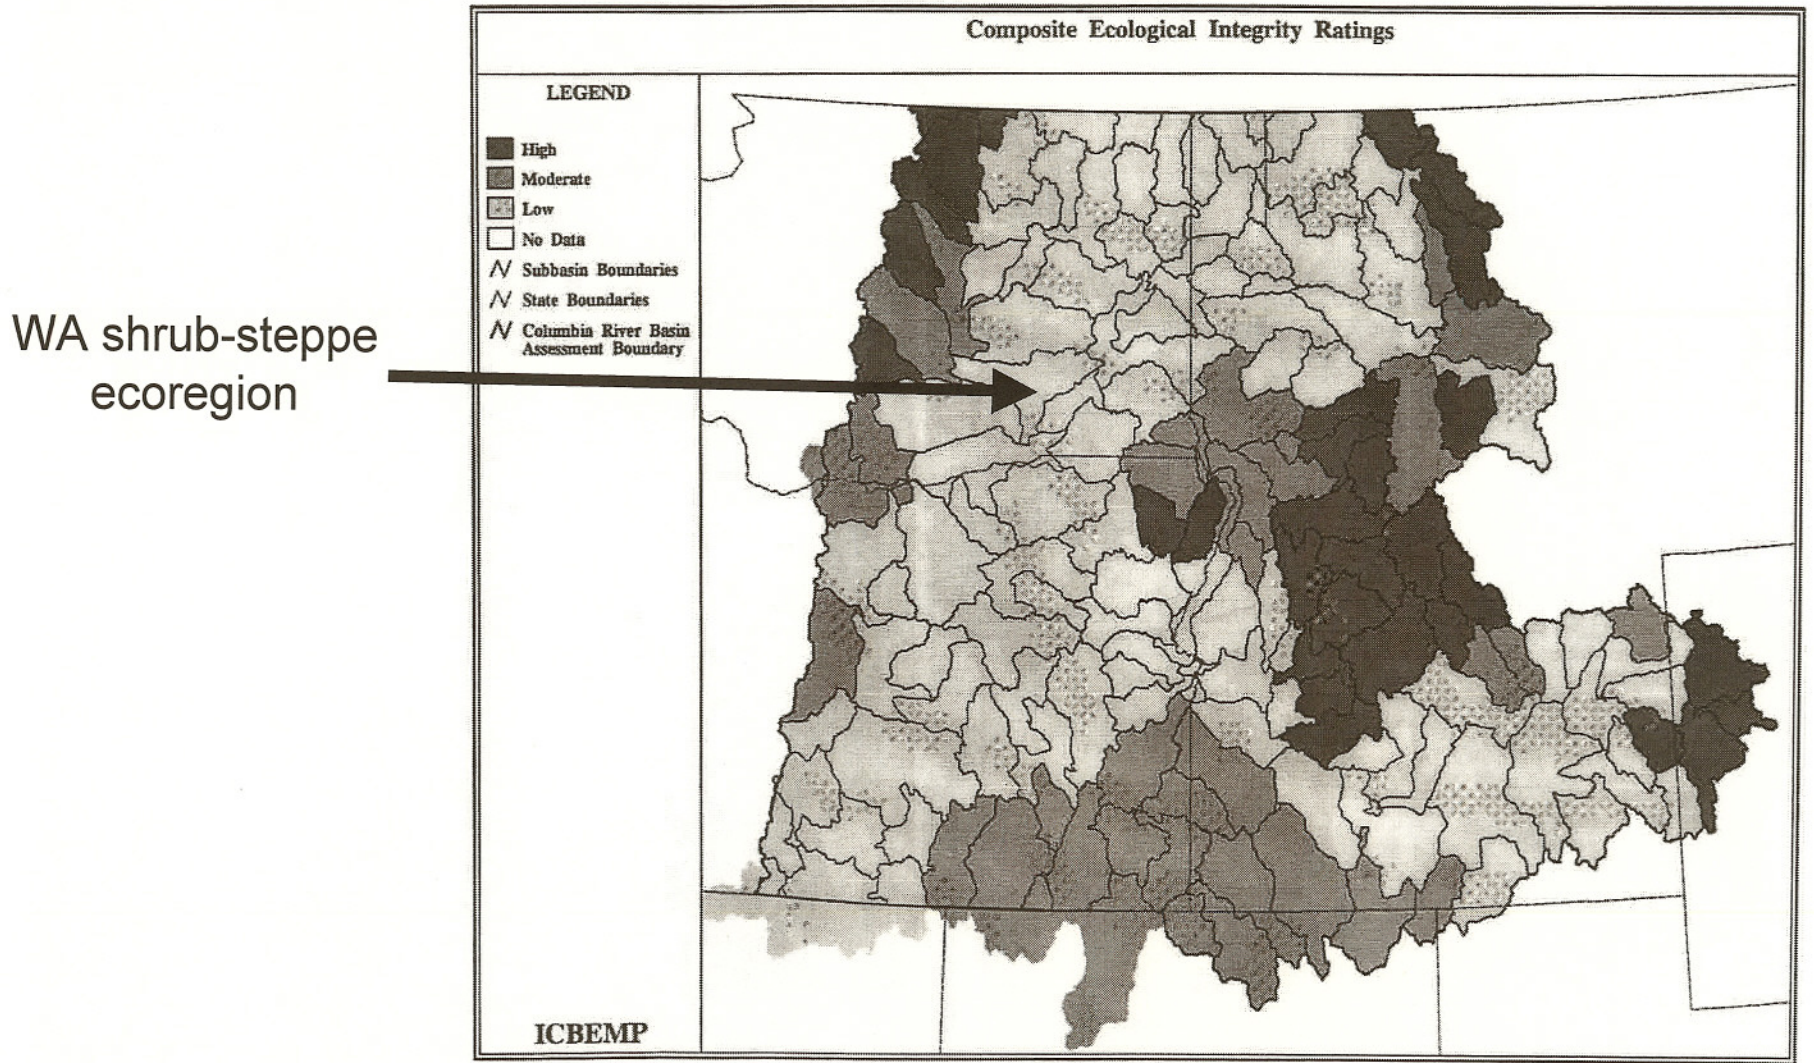 Composite Ecological Integrity Ratings
LEGEND
High
Moderate
Low
No Data
Subbasin Boundaries
State Boundaries
Columbia River Basin
Assessment Boundary
WA shrub-steppe
ecoregion
ICBEMP